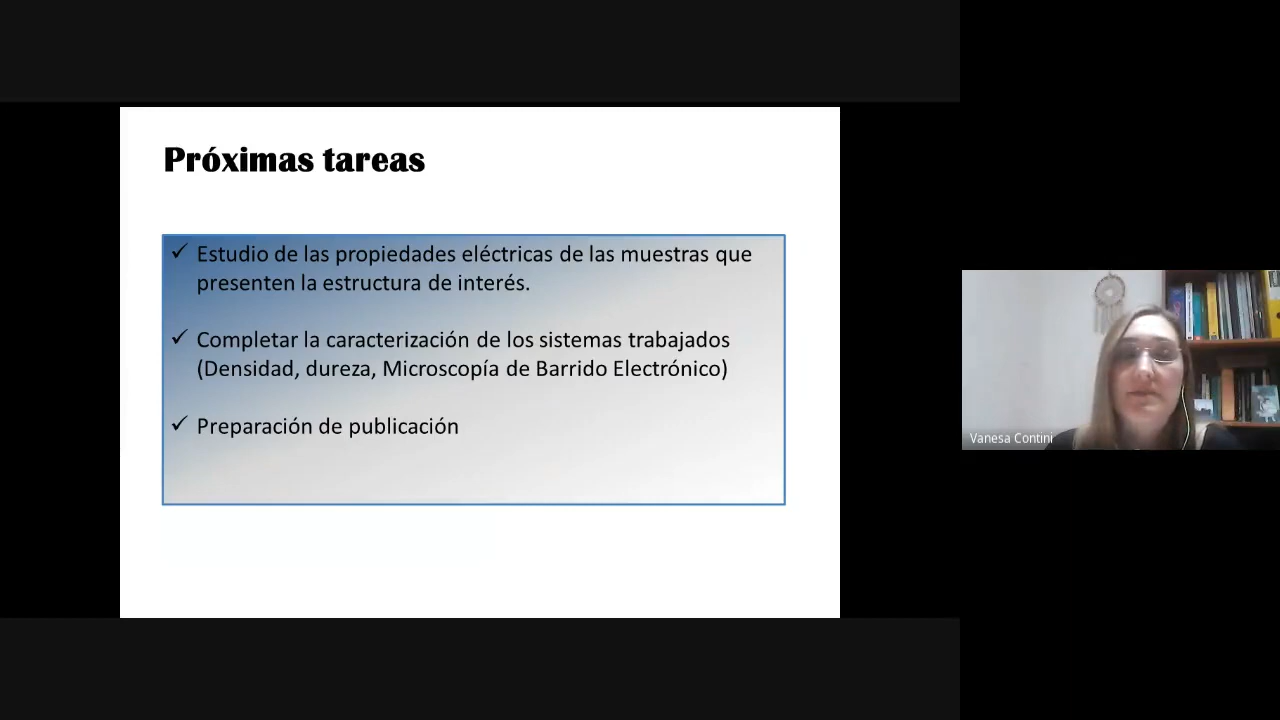 Próximas tareas
✓ Estudio de las propiedades eléctricas de las muestras que
presenten la estructura de interés.
✓ Completar la caracterización de los sistemas trabajados
(Densidad, dureza, Microscopía de Barrido Electrónico)
✓ Preparación de publicación
Vanesa Contini